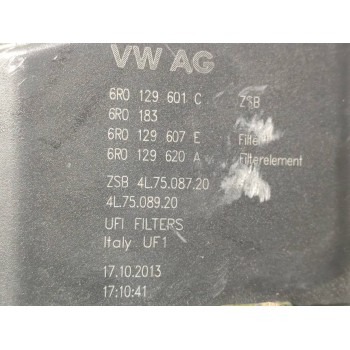 VW AG
6R0 129 601 C ZSB
6R0 183
6R0 129 607 E Filter
6R0 129 620 A Filterelement
ZSB 4L.75.087.20
4L.75.089.20
UFI FILTERS
Italy UF1
17.10.2013
17:10:41